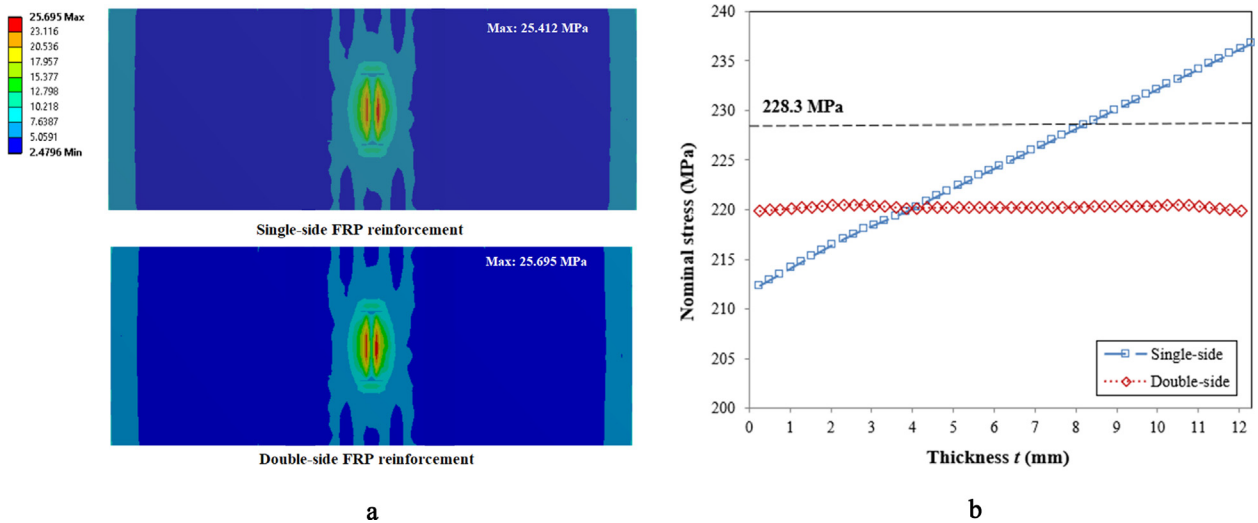 25.695 Max
23.116
20.536
17.957
15.377
12.798
10.218
7.6387
5.0591
2.4796 Min
Max: 25.412 MPa
Single-side FRP reinforcement
Max: 25.695 MPa
Double-side FRP reinforcement
a
Nominal stress (MPa)
240
235
230
225
220
215
210
205
200
228.3 MPa
Single-side
Double-side
0 1 2 3 4 5 6 7 8 9 10 11 12
Thickness t (mm)
b